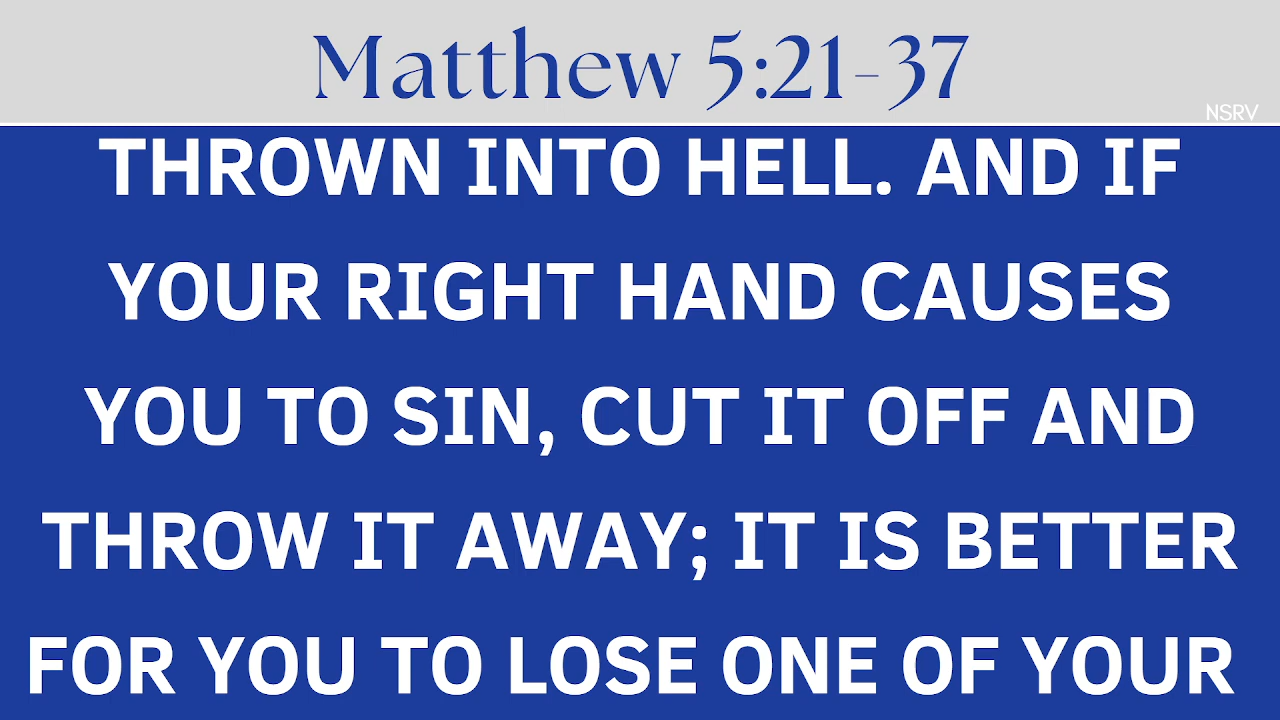 Matthew 5:21-37
NSRV
THROWN INTO HELL. AND IF
YOUR RIGHT HAND CAUSES
YOU TO SIN, CUT IT OFF AND
THROW IT AWAY; IT IS BETTER
FOR YOU TO LOSE ONE OF YOUR